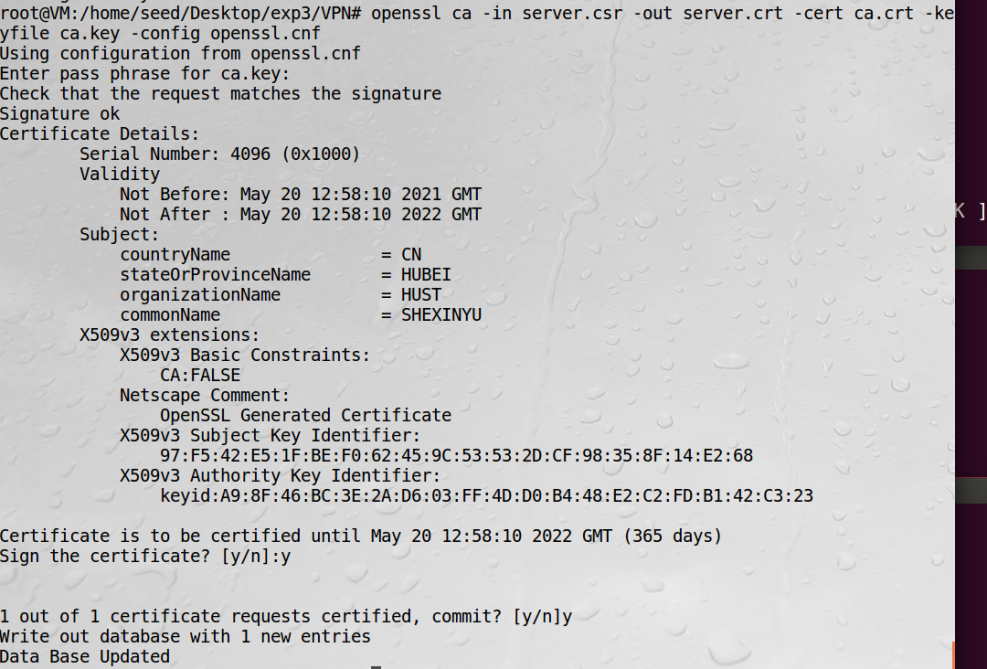 root@VM:/home/seed/Desktop/exp3/VPN# openssl ca -in server.csr -out server.crt -cert ca.crt -ke
yfile ca.key -config openssl.cnf
Using configuration from openssl.cnf
Enter pass phrase for ca.key:
Check that the request matches the signature
Signature ok
Certificate Details:
        Serial Number: 4096 (0x1000)
        Validity
            Not Before: May 20 12:58:10 2021 GMT
            Not After : May 20 12:58:10 2022 GMT
        Subject:
            countryName               = CN
            stateOrProvinceName       = HUBEI
            organizationName          = HUST
            commonName                = SHEXINYU
        X509v3 extensions:
            X509v3 Basic Constraints:
                CA:FALSE
            Netscape Comment:
                OpenSSL Generated Certificate
            X509v3 Subject Key Identifier:
                97:F5:42:E5:1F:BE:F0:62:45:9C:53:53:2D:CF:98:35:8F:14:E2:68
            X509v3 Authority Key Identifier:
                keyid:A9:8F:46:BC:3E:2A:D6:03:FF:4D:D0:B4:48:E2:C2:FD:B1:42:C3:23
Certificate is to be certified until May 20 12:58:10 2022 GMT (365 days)
Sign the certificate? [y/n]:y
1 out of 1 certificate requests certified, commit? [y/n]y
Write out database with 1 new entries
Data Base Updated
K ]